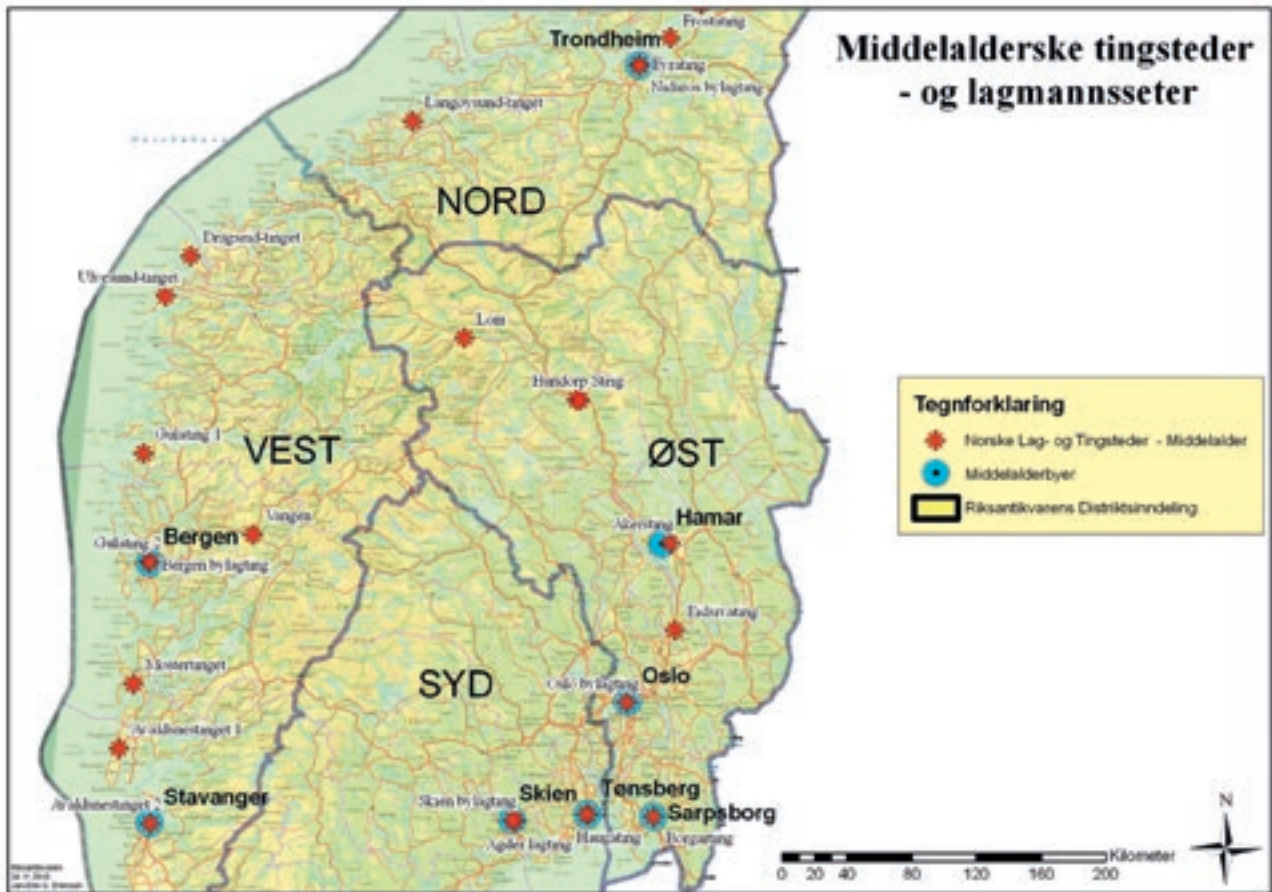 Middelalderske tingsteder
- og lagmannsseter
Frostating
Trondheim
Eyrating
Nidaros bylagting
Langøysund-tinget
NORD
Dragsund-tinget
Ulvesund-tinget
Lom
Hundorp Sting
Gulating 1
VEST
ØST
Vangen
Gulating 2
Bergen
Bergen bylagting
Åkersting
Hamar
Eidsivating
Mostertinget
SYD
Oslo
Oslo bylagting
Avaldsnestinget 1
Avaldsnestinget 2
Stavanger
Skien bylagting
Skien
Agder lagting
Tønsberg
Haugating
Sarpsborg
Borgarting
Tegnforklaring
Norske Lag- og Tingsteder - Middelalder
Middelalderbyer
Riksantikvarens Distriktsinndeling
N
Kilometer
0 20 40 80 120 160 200